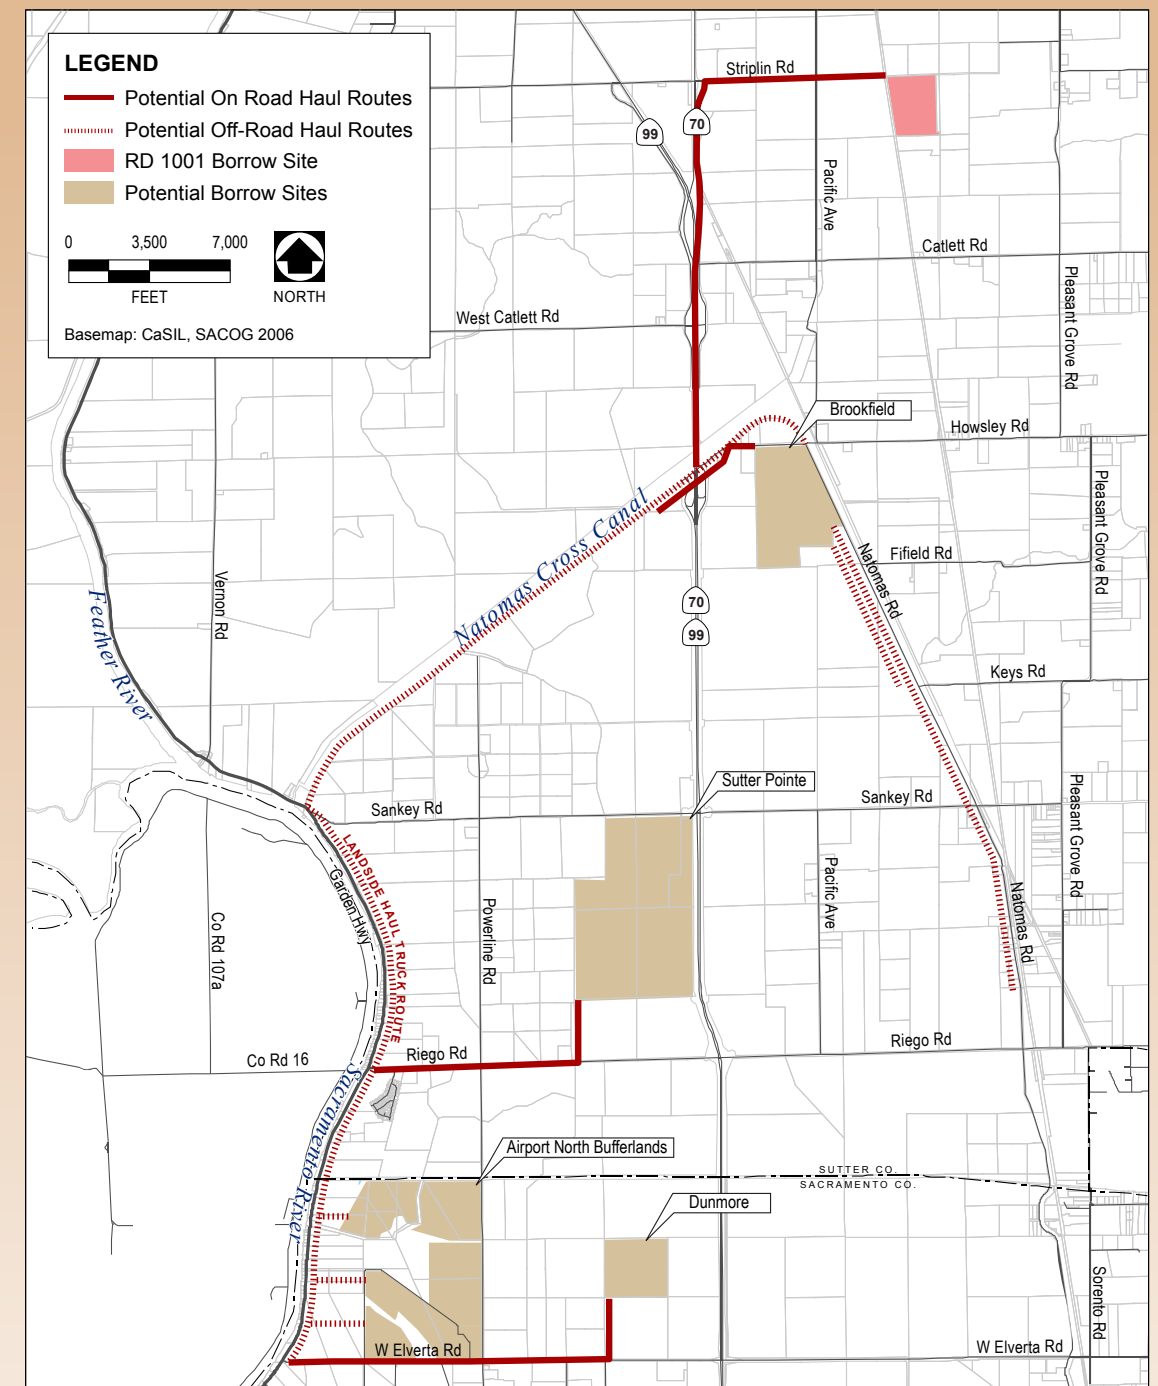 LEGEND
Potential On Road Haul Routes
Potential Off-Road Haul Routes
RD 1001 Borrow Site
Potential Borrow Sites
0 3,500 7,000
FEET
NORTH
Basemap: CaSIL, SACOG 2006
Striplin Rd
99
70
Pacific Ave
Catlett Rd
Pleasant Grove Rd
West Catlett Rd
Brookfield
Howsley Rd
Pleasant Grove Rd
Natomas Cross Canal
Fifield Rd
Natomas Rd
Vernon Rd
Feather River
70
99
Keys Rd
Sutter Pointe
Sankey Rd
Sankey Rd
Pleasant Grove Rd
LANDSIDE HAUL TRUCK ROUTE
Garden Hwy
Pacific Ave
Natomas Rd
Powerline Rd
Co Rd 107a
Riego Rd
Riego Rd
Co Rd 16
Sacramento River
Airport North Bufferlands
SUTTER CO.
SACRAMENTO CO.
Dunmore
Sorento Rd
W Elverta Rd
W Elverta Rd